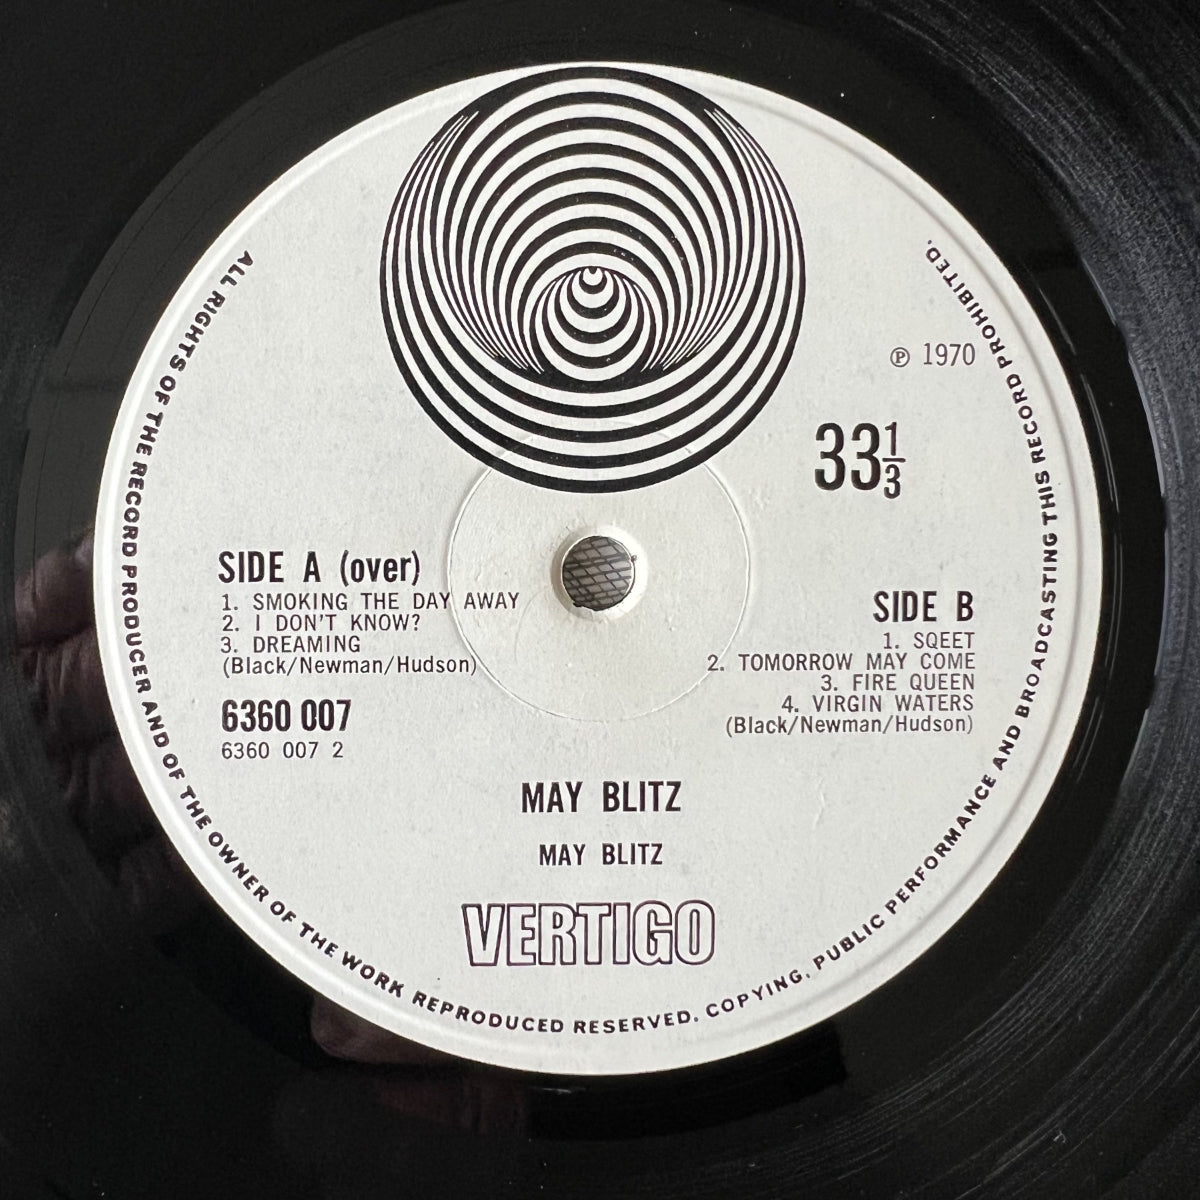 ALL RIGHTS OF THE RECORD PRODUCER AND OF THE OWNER OF THE WORK REPRODUCED RESERVED. COPYING, PUBLIC PERFORMANCE AND BROADCASTING THIS RECORD PROHIBITED.
℗ 1970
33⅓
SIDE A (over)
1. SMOKING THE DAY AWAY
2. I DON'T KNOW?
3. DREAMING
(Black/Newman/Hudson)
6360 007
6360 007 2
SIDE B
1. SQEET
2. TOMORROW MAY COME
3. FIRE QUEEN
4. VIRGIN WATERS
(Black/Newman/Hudson)
MAY BLITZ
MAY BLITZ
VERTIGO